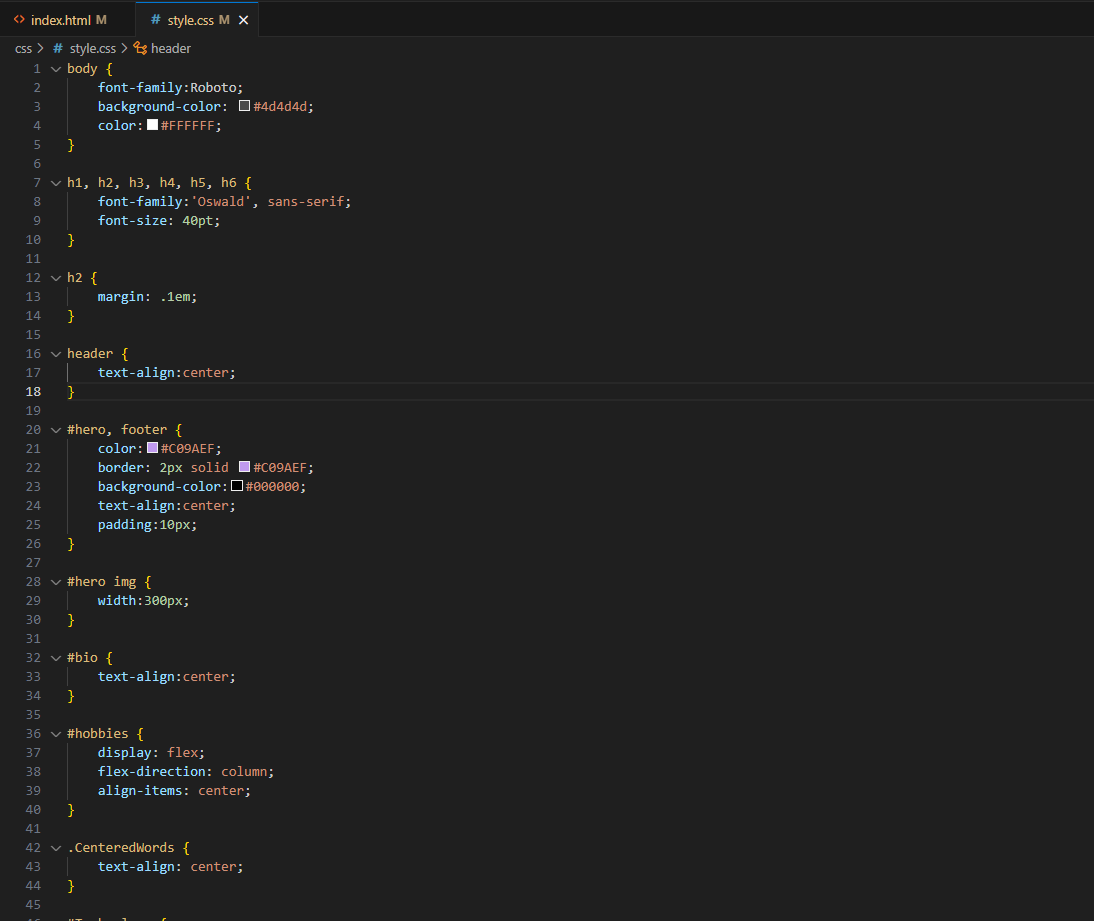 index.html M
# style.css M
css > # style.css > header
1 body {
2 font-family:Roboto;
3 background-color: #4d4d4d;
4 color: #FFFFFF;
5 }
6
7 h1, h2, h3, h4, h5, h6 {
8 font-family:'Oswald', sans-serif;
9 font-size: 40pt;
10 }
11
12 h2 {
13 margin: .1em;
14 }
15
16 header {
17 text-align:center;
18 }
19
20 #hero, footer {
21 color: #C09AEF;
22 border: 2px solid #C09AEF;
23 background-color: #000000;
24 text-align:center;
25 padding:10px;
26 }
27
28 #hero img {
29 width:300px;
30 }
31
32 #bio {
33 text-align:center;
34 }
35
36 #hobbies {
37 display: flex;
38 flex-direction: column;
39 align-items: center;
40 }
41
42 .CenteredWords {
43 text-align: center;
44 }
45